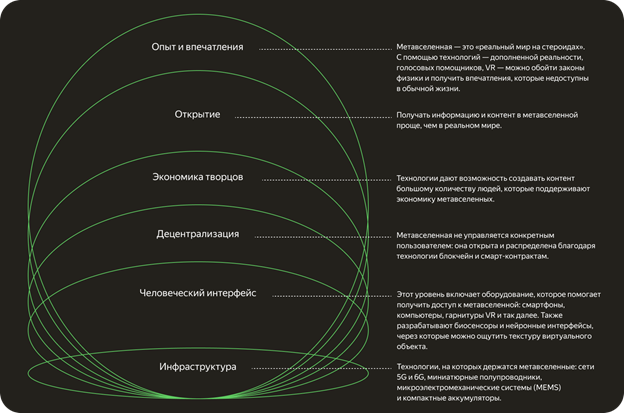 Опыт и впечатления
Метавселенная — это «реальный мир на стероидах».
С помощью технологий — дополненной реальности,
голосовых помощников, VR — можно обойти законы
физики и получить впечатления, которые недоступны
в обычной жизни.
Открытие
Получать информацию и контент в метавселенной
проще, чем в реальном мире.
Экономика творцов
Технологии дают возможность создавать контент
большому количеству людей, которые поддерживают
экономику метавселенных.
Децентрализация
Метавселенная не управляется конкретным
пользователем: она открыта и распределена благодаря
технологии блокчейн и смарт-контрактам.
Человеческий интерфейс
Этот уровень включает оборудование, которое помогает
получить доступ к метавселенной: смартфоны,
компьютеры, гарнитуры VR и так далее. Также
разрабатывают биосенсоры и нейронные интерфейсы,
через которые можно ощутить текстуру виртуального
объекта.
Инфраструктура
Технологии, на которых держатся метавселенные: сети
5G и 6G, миниатюрные полупроводники,
микроэлектромеханические системы (MEMS)
и компактные аккумуляторы.